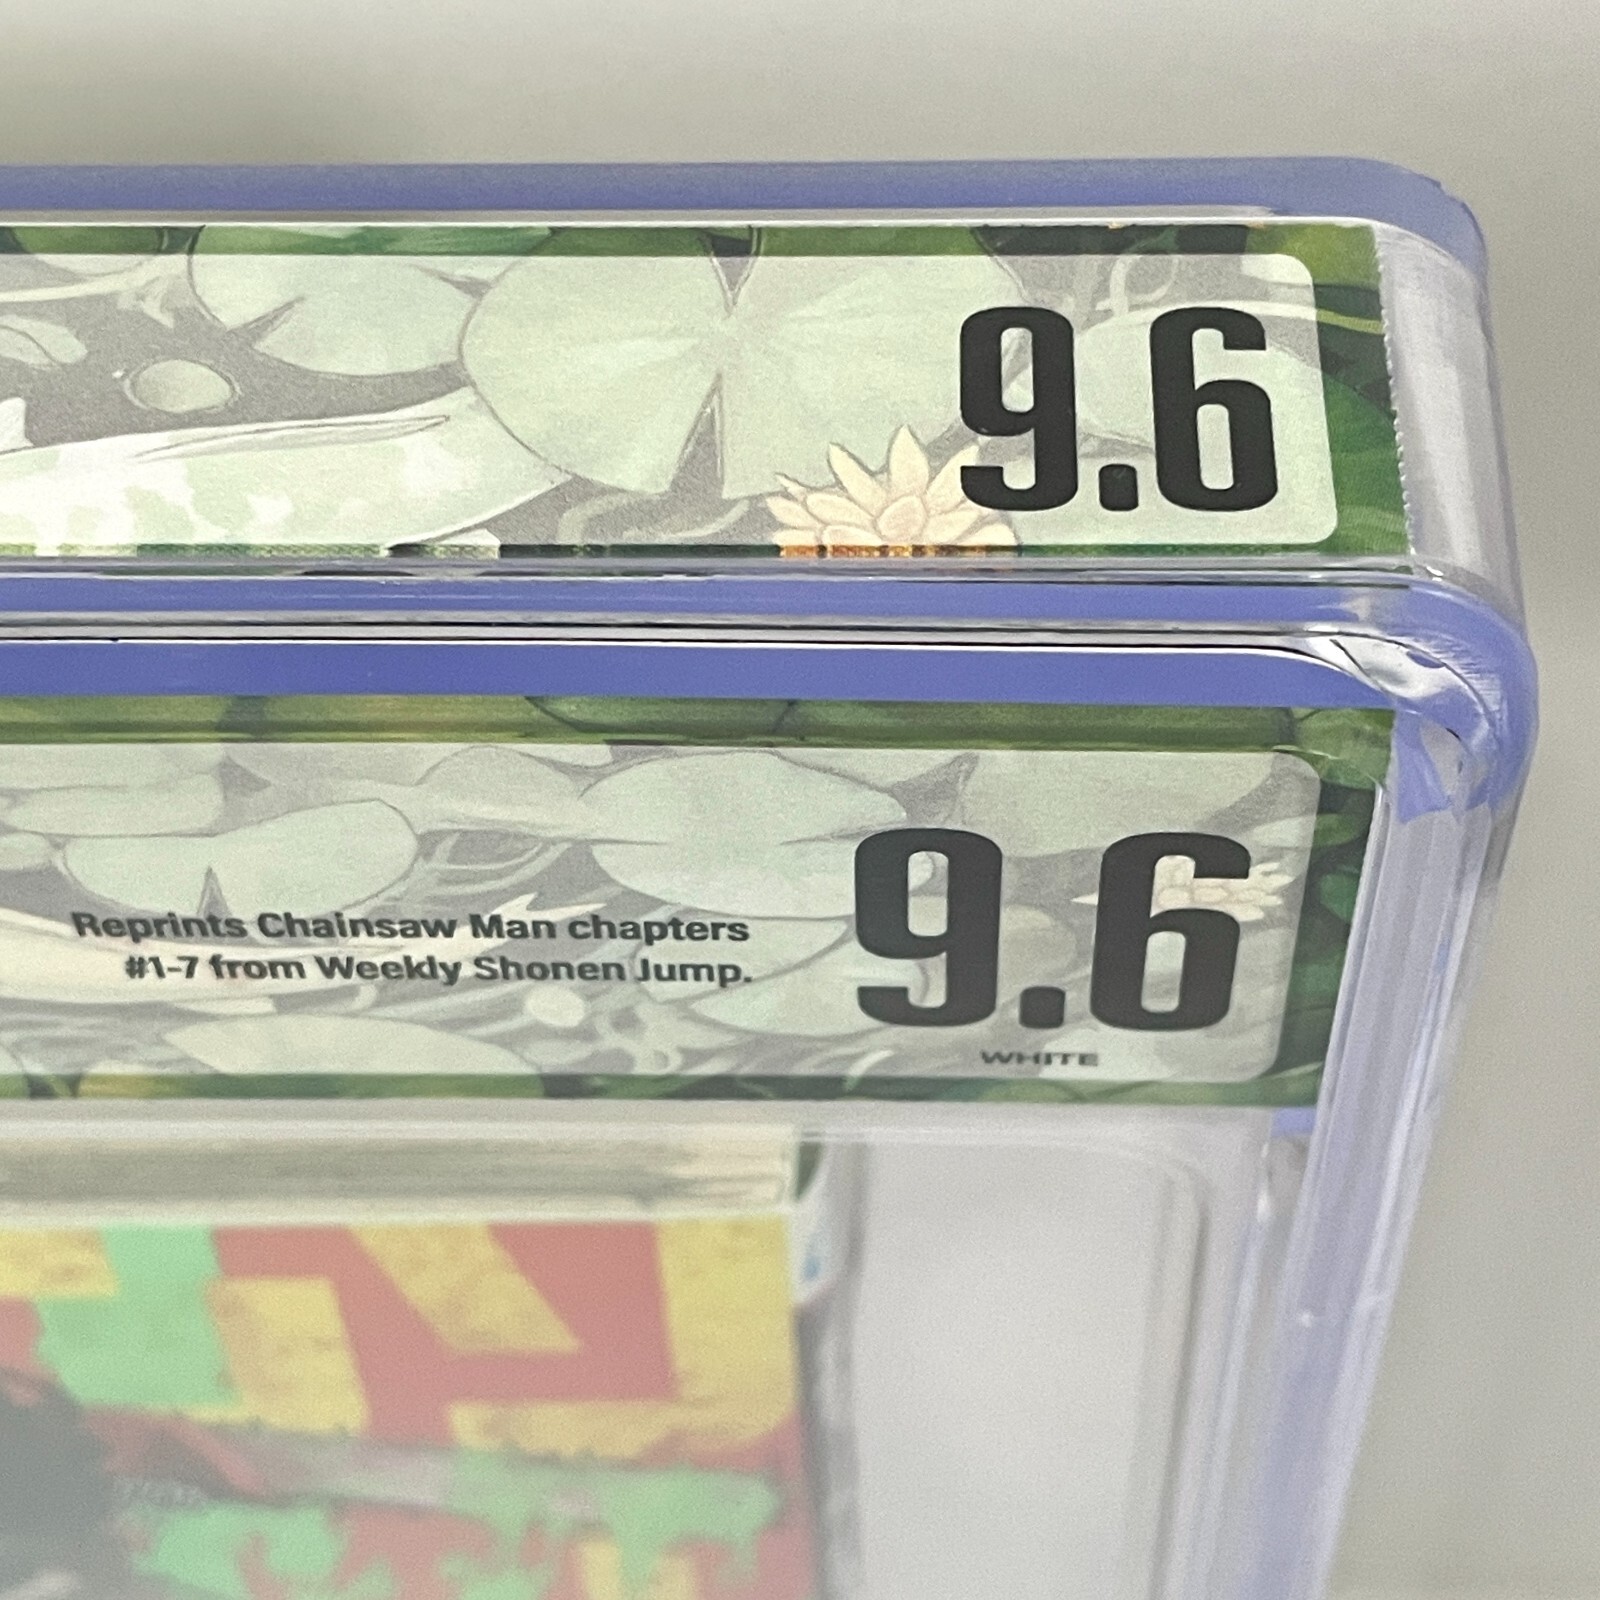 9.6
Reprints Chainsaw Man chapters
#1-7 from Weekly Shonen Jump.
9.6
WHITE